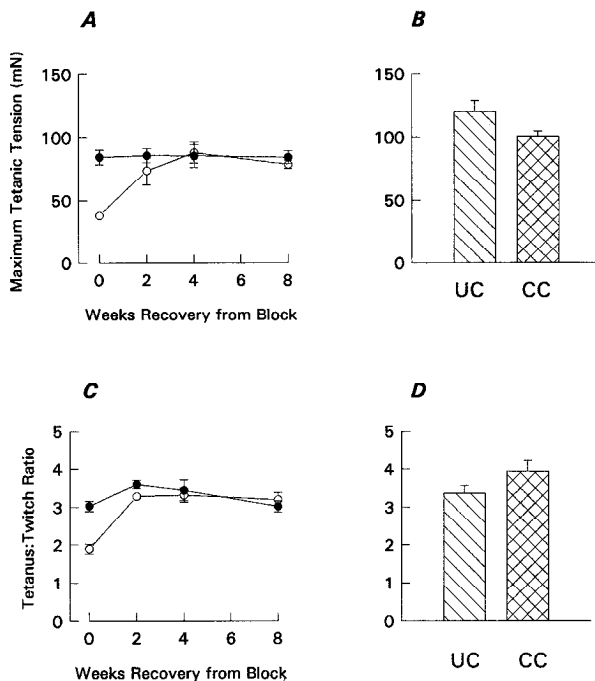 A
B
Maximum Tetanic Tension (mN)
150
100
50
0
0 2 4 6 8
Weeks Recovery from Block
150
100
50
0
UC CC
C
D
Tetanus:Twitch Ratio
5
4
3
2
1
0
0 2 4 6 8
Weeks Recovery from Block
5
4
3
2
1
0
UC CC